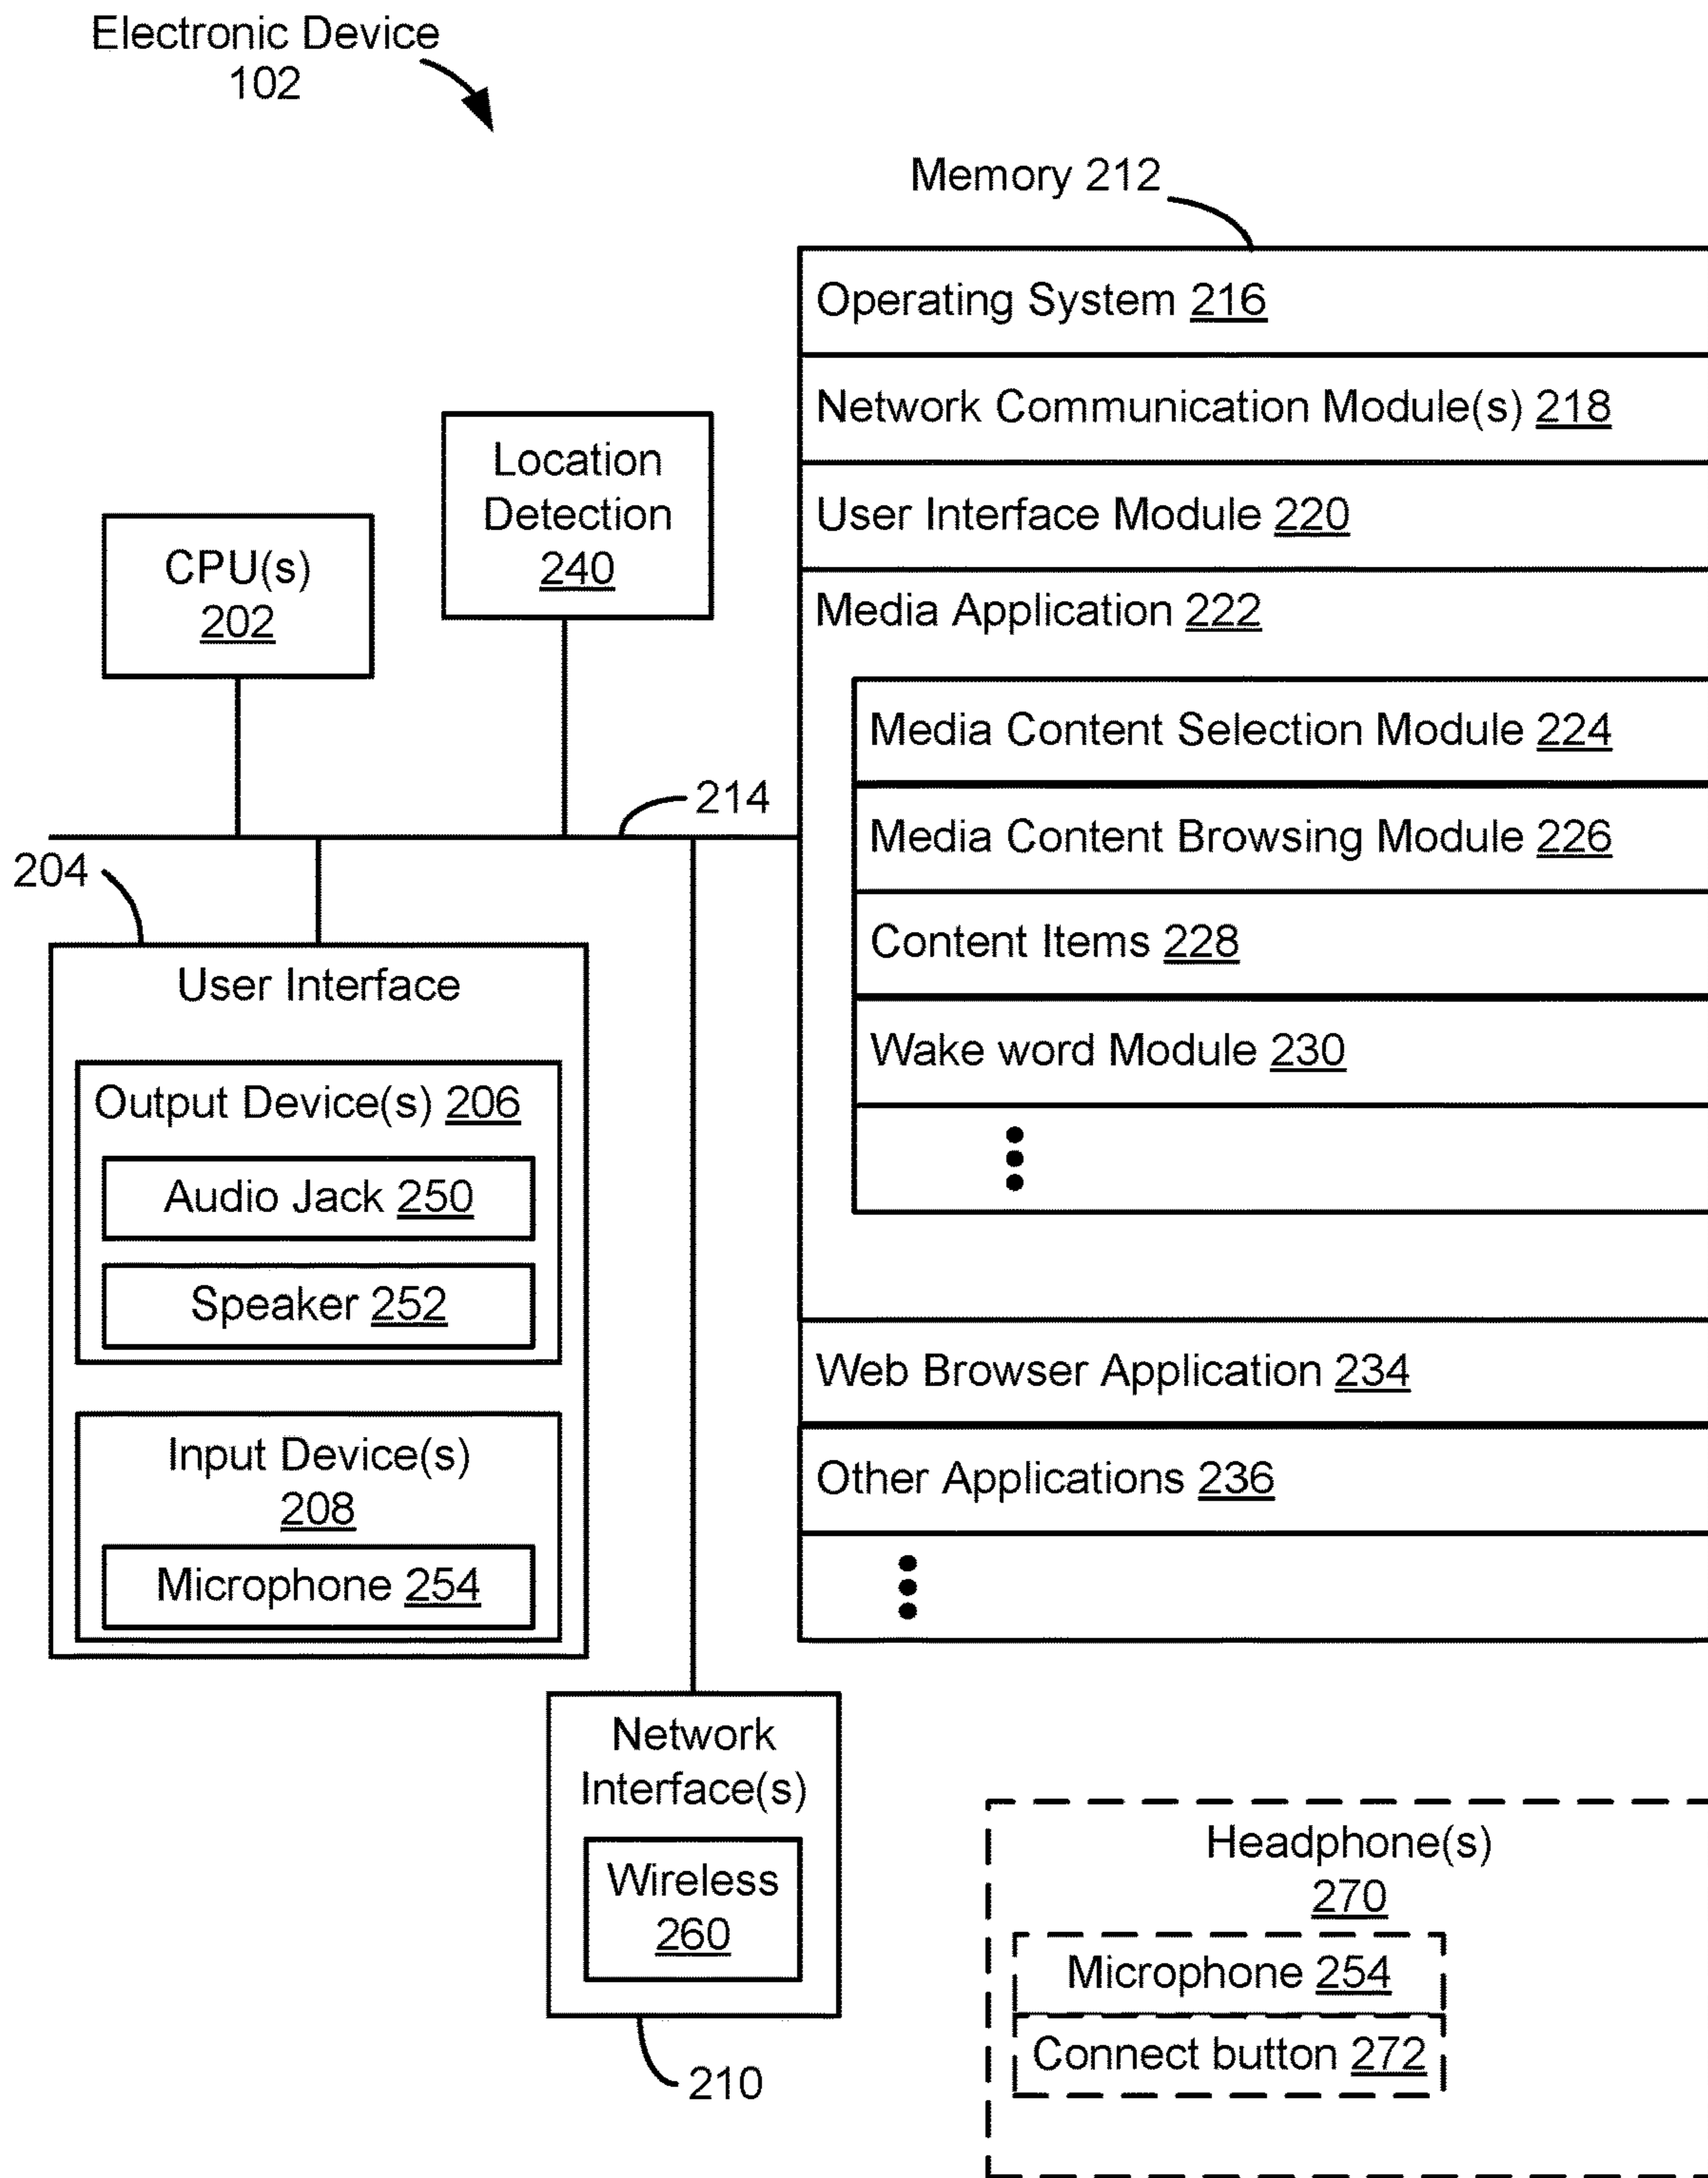 Electronic Device
102
Memory 212
Operating System 216
Network Communication Module(s) 218
User Interface Module 220
Media Application 222
Media Content Selection Module 224
Media Content Browsing Module 226
Content Items 228
Wake word Module 230
Web Browser Application 234
Other Applications 236
Location
Detection
240
CPU(s)
202
214
204
User Interface
Output Device(s) 206
Audio Jack 250
Speaker 252
Input Device(s)
208
Microphone 254
Network
Interface(s)
Wireless
260
210
Headphone(s)
270
Microphone 254
Connect button 272